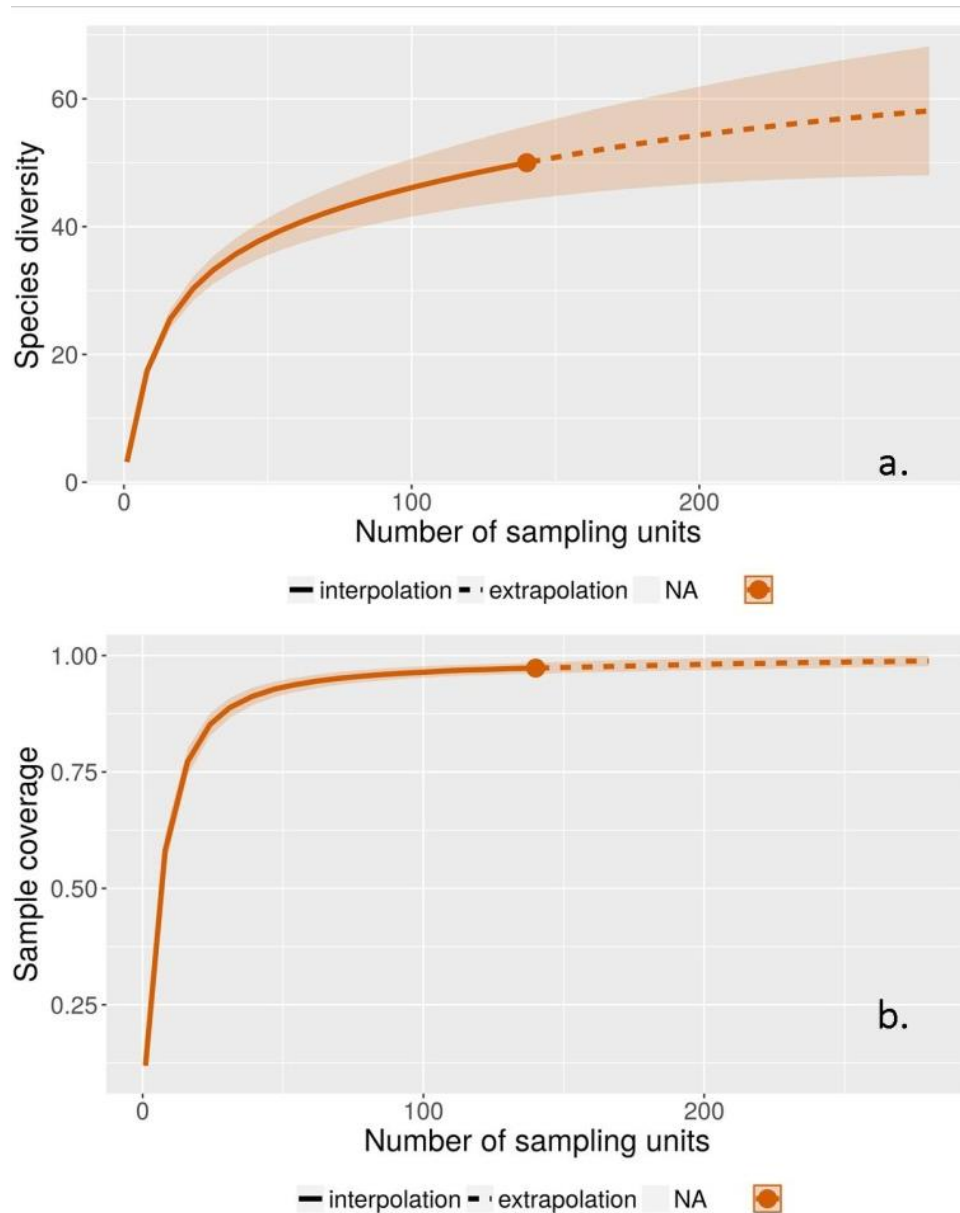 60
40
20
0
Species diversity
a.
0 100 200
Number of sampling units
interpolation extrapolation NA
1.00
0.75
0.50
0.25
Sample coverage
b.
0 100 200
Number of sampling units
interpolation extrapolation NA